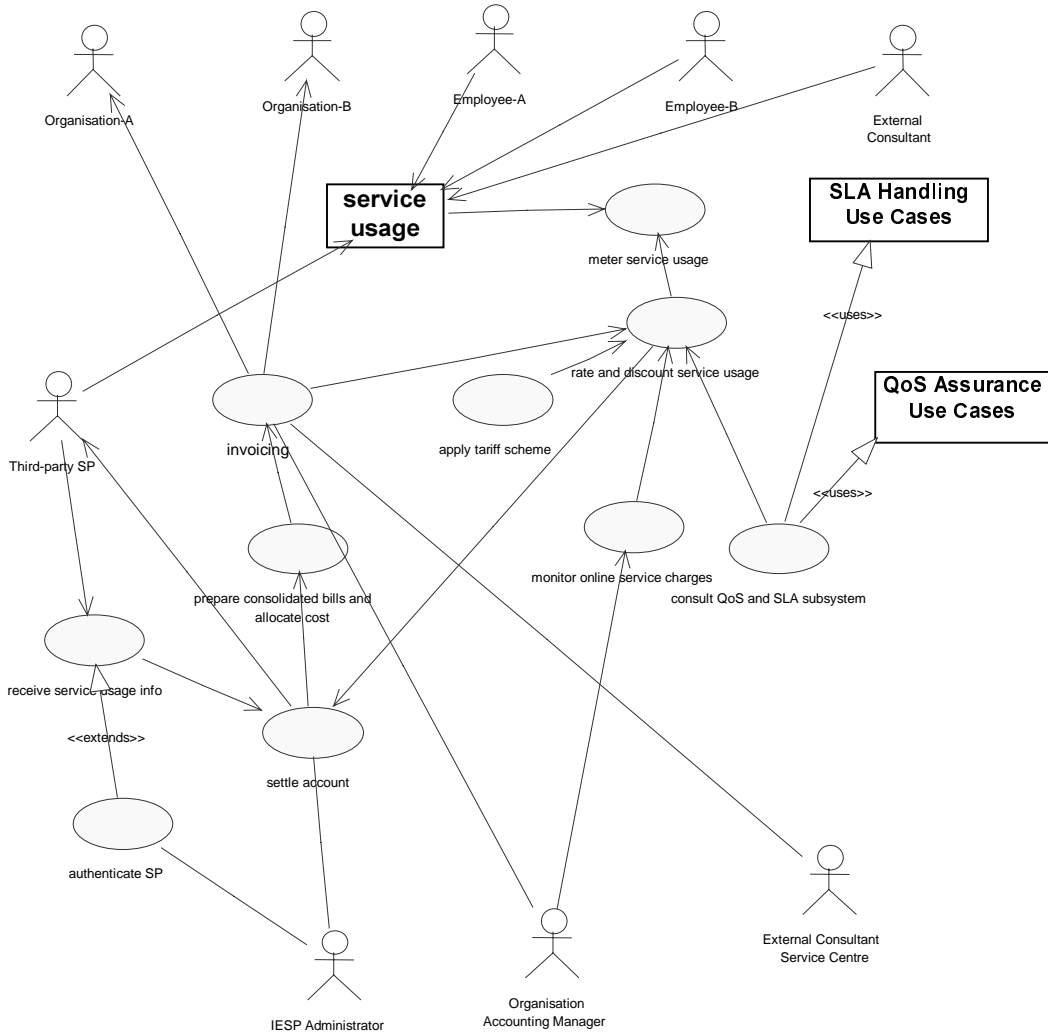 Organisation-A
Organisation-B
Employee-A
Employee-B
External
Consultant
service
usage
SLA Handling
Use Cases
meter service usage
<<uses>>
rate and discount service usage
QoS Assurance
Use Cases
invoicing
apply tariff scheme
Third-party SP
<<uses>>
monitor online service charges
consult QoS and SLA subsystem
prepare consolidated bills and
allocate cost
receive service usage info
<<extends>>
settle account
authenticate SP
External Consultant
Service Centre
Organisation
Accounting Manager
IESP Administrator